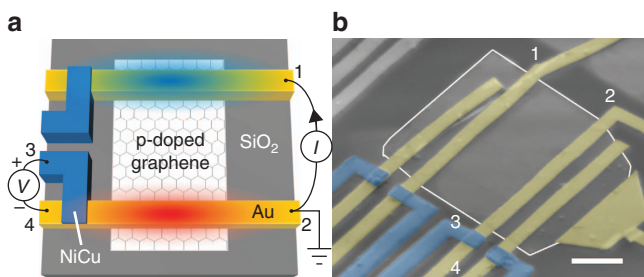 a
1
p-doped
graphene
SiO₂
I
3
+
V
–
4
Au
2
NiCu
b
1
2
3
4